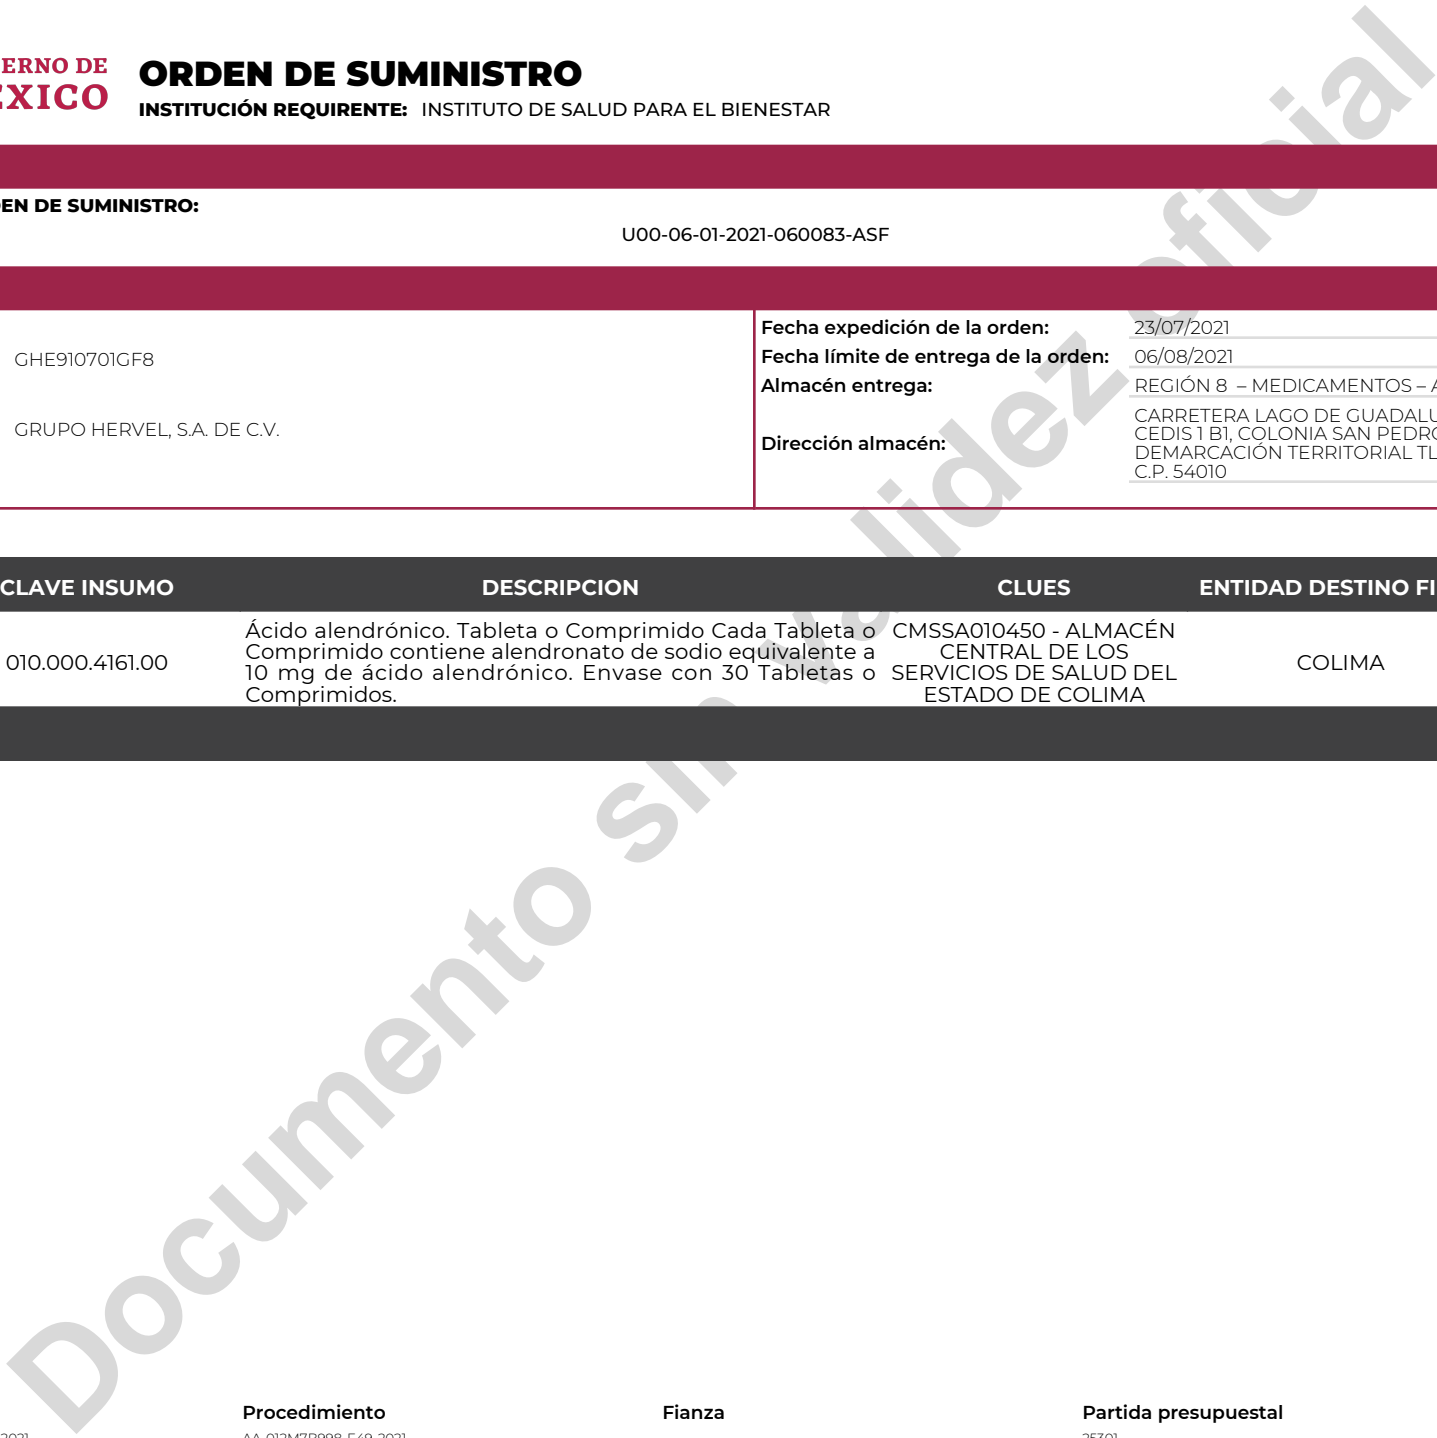 ERNO DE
ORDEN DE SUMINISTRO
INSTITUCIÓN REQUIRENTE: INSTITUTO DE SALUD PARA EL BIENESTAR
EN DE SUMINISTRO:
U00-06-01-2021-060083-ASF
GHE910701GF8
GRUPO HERVEL, S.A. DE C.V.
Fecha expedición de la orden: 23/07/2021
Fecha límite de entrega de la orden: 06/08/2021
Almacén entrega: REGIÓN 8 – MEDICAMENTOS –
Dirección almacén:
CARRETERA LAGO DE GUADALU
CEDIS 1 B1, COLONIA SAN PEDRO
DEMARCACIÓN TERRITORIAL TL
C.P. 54010
CLAVE INSUMO DESCRIPCION CLUES ENTIDAD DESTINO FI
010.000.4161.00
Ácido alendrónico. Tableta o Comprimido Cada Tableta o
Comprimido contiene alendronato de sodio equivalente a
10 mg de ácido alendrónico. Envase con 30 Tabletas o
Comprimidos.
CMSSA010450 - ALMACÉN
CENTRAL DE LOS
SERVICIOS DE SALUD DEL
ESTADO DE COLIMA
COLIMA
Documento sin validez oficial
Procedimiento Fianza Partida presupuestal